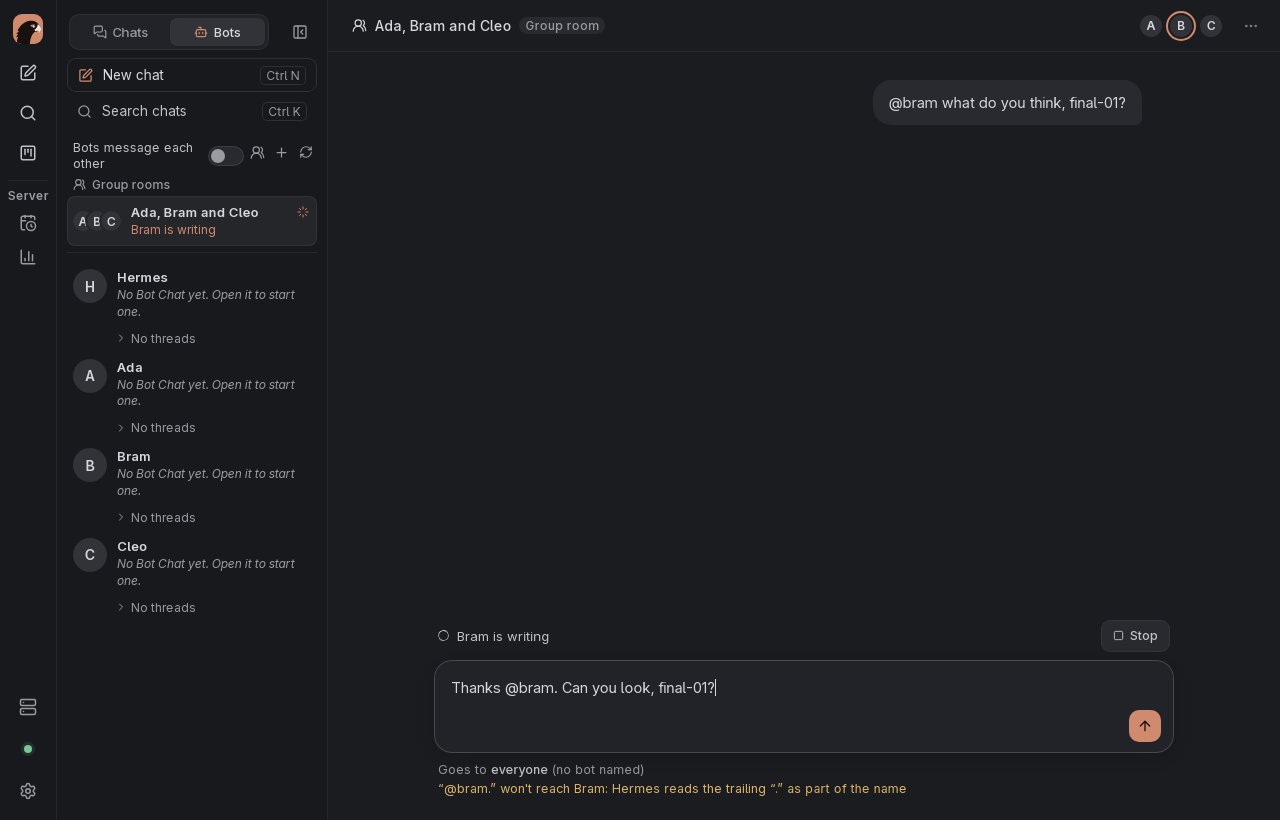 Chats
Bots
New chat
Ctrl N
Search chats
Ctrl K
Bots message each
other
Server
Group rooms
A B C
Ada, Bram and Cleo
Bram is writing
H
Hermes
No Bot Chat yet. Open it to start
one.
No threads
A
Ada
No Bot Chat yet. Open it to start
one.
No threads
B
Bram
No Bot Chat yet. Open it to start
one.
No threads
C
Cleo
No Bot Chat yet. Open it to start
one.
No threads
Ada, Bram and Cleo
Group room
A B C
@bram what do you think, final-01?
Bram is writing
Stop
Thanks @bram. Can you look, final-01?
Goes to everyone (no bot named)
“@bram.” won't reach Bram: Hermes reads the trailing “.” as part of the name